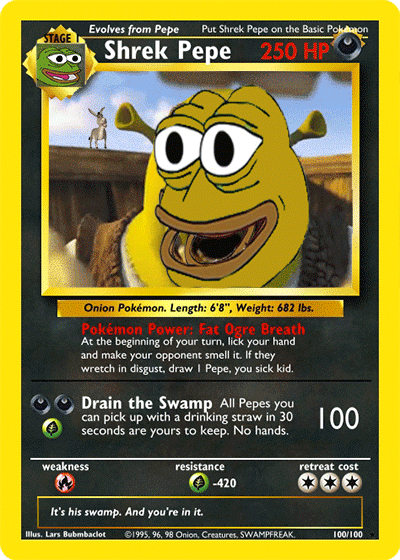 Evolves from Pepe Put Shrek Pepe on the Basic Pokémon
STAGE 1
Shrek Pepe 250 HP
Onion Pokémon. Length: 6'8", Weight: 682 lbs.
Pokémon Power: Fat Ogre Breath
At the beginning of your turn, lick your hand
and make your opponent smell it. If they
wretch in disgust, draw 1 Pepe, you sick kid.
Drain the Swamp All Pepes you
can pick up with a drinking straw in 30
seconds are yours to keep. No hands.
100
weakness resistance retreat cost
-420
It's his swamp. And you're in it.
Illus. Lars Bubmbaclot ©1995, 96, 98 Onion, Creatures, SWAMPFREAK. 100/100